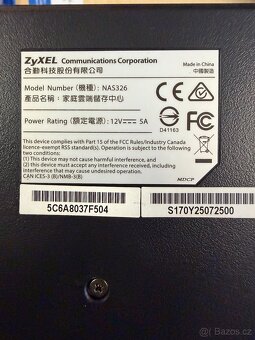 ZyXEL Communications Corporation
合勤科技股份有限公司
Made in China
中國製造
Model Number (機種) : NAS326
產品名稱 : 家庭雲端儲存中心
Power Rating (額定電源) : 12V⎓ 5A
D41163
This device complies with Part 15 of the FCC Rules/Industry Canada
licence-exempt RSS standard(s). Operation is subject to the
following two conditions:
(1) this device may not cause harmful interference, and
(2) this device must accept any interference received, including
interference that may cause undesired operation.
CAN ICES-3 (B)/NMB-3(B)
MDCP
5C6A8037F504
S170Y25072500
bazos.cz